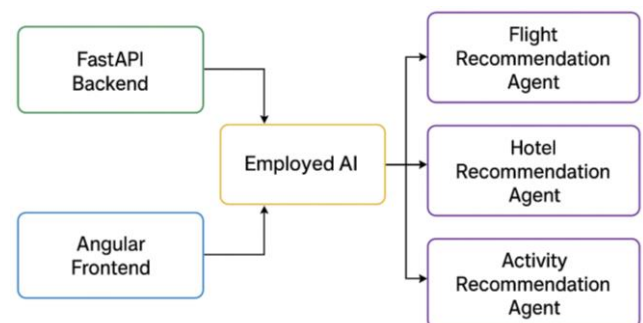 FastAPI
Backend
Angular
Frontend
Employed AI
Flight
Recommendation
Agent
Hotel
Recommendation
Agent
Activity
Recommendation
Agent